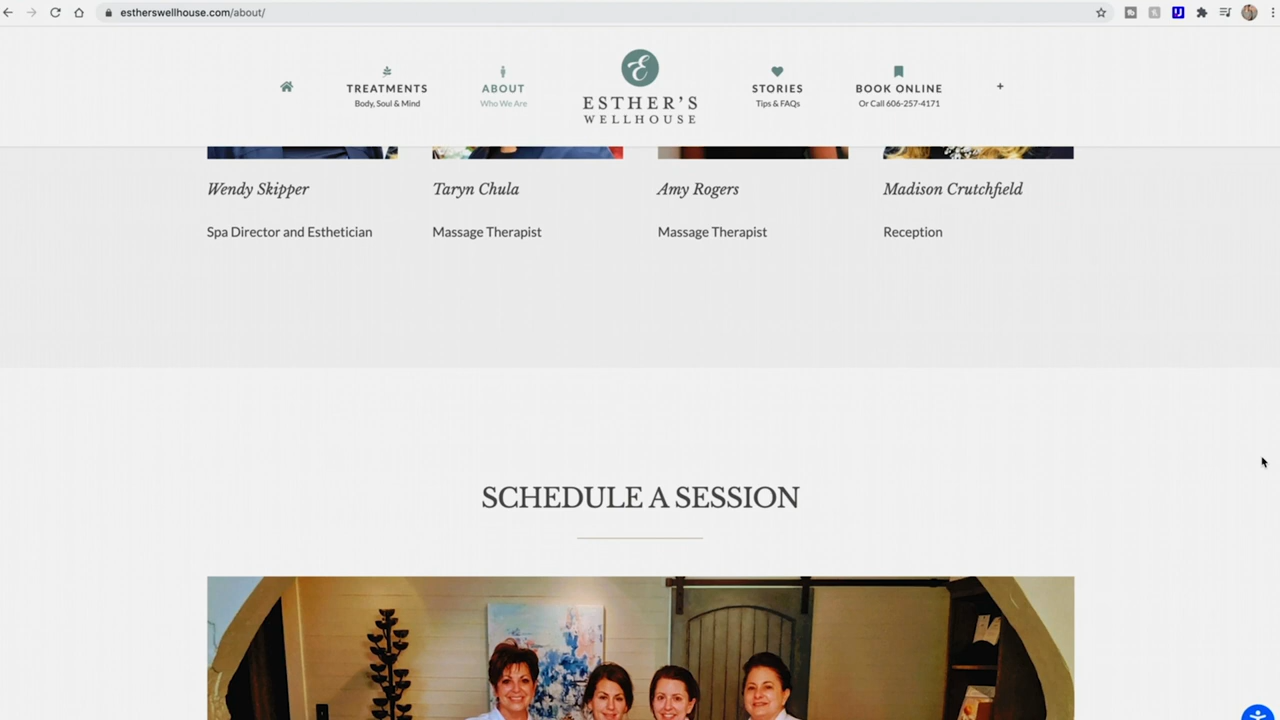 estherswellhouse.com/about/
TREATMENTS
Body, Soul & Mind
ABOUT
Who We Are
E
ESTHER'S
WELLHOUSE
STORIES
Tips & FAQs
BOOK ONLINE
Or Call 606-257-4171
+
Wendy Skipper
Spa Director and Esthetician
Taryn Chula
Massage Therapist
Amy Rogers
Massage Therapist
Madison Crutchfield
Reception
SCHEDULE A SESSION